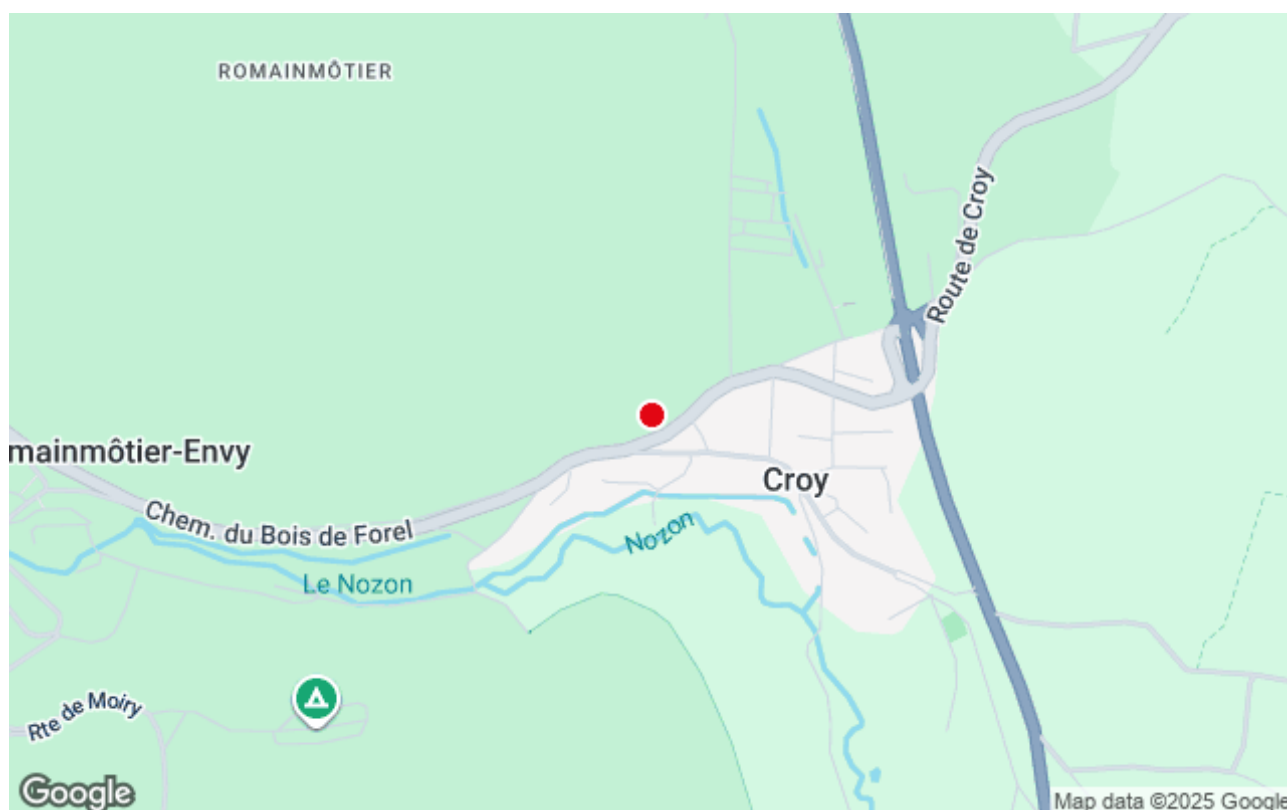 ROMAINMÔTIER
Route de Croy
mainmôtier-Envy
Croy
Chem. du Bois de Forel
Nozon
Le Nozon
Rte de Moiry
Google
Map data ©2025 Google